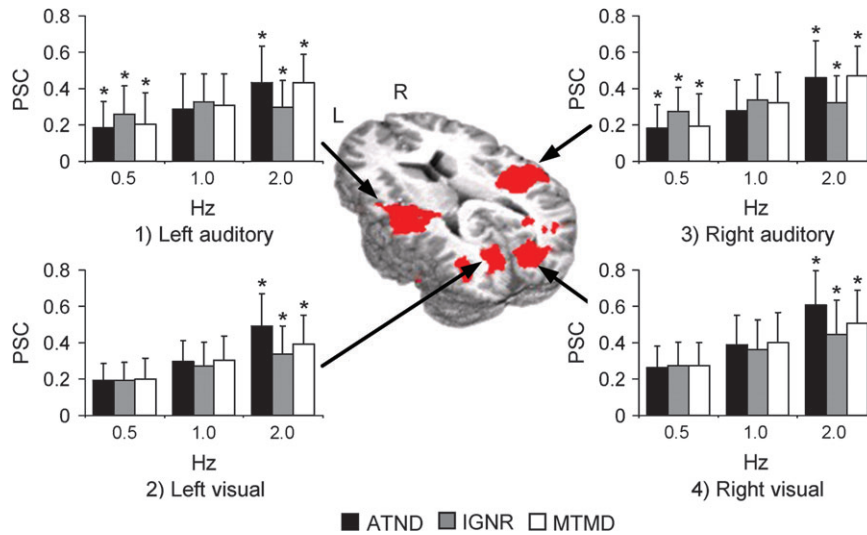 PSC
0.8
0.6
0.4
0.2
0
* * * * * *
0.5 1.0 2.0
Hz
1) Left auditory
L
R
PSC
0.8
0.6
0.4
0.2
0
* * * * * *
0.5 1.0 2.0
Hz
3) Right auditory
PSC
0.8
0.6
0.4
0.2
0
* * *
0.5 1.0 2.0
Hz
2) Left visual
PSC
0.8
0.6
0.4
0.2
0
* * *
0.5 1.0 2.0
Hz
4) Right visual
ATND IGNR MTMD